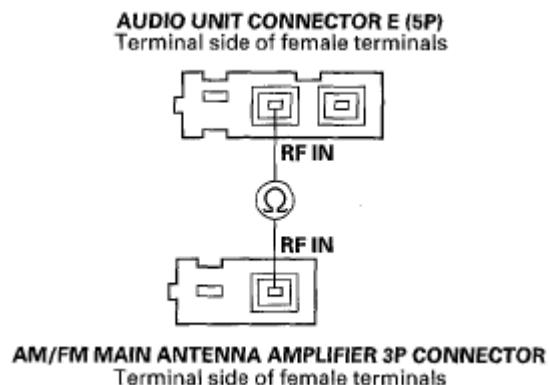 AUDIO UNIT CONNECTOR E (5P)
Terminal side of female terminals
RF IN
Ω
RF IN
AM/FM MAIN ANTENNA AMPLIFIER 3P CONNECTOR
Terminal side of female terminals